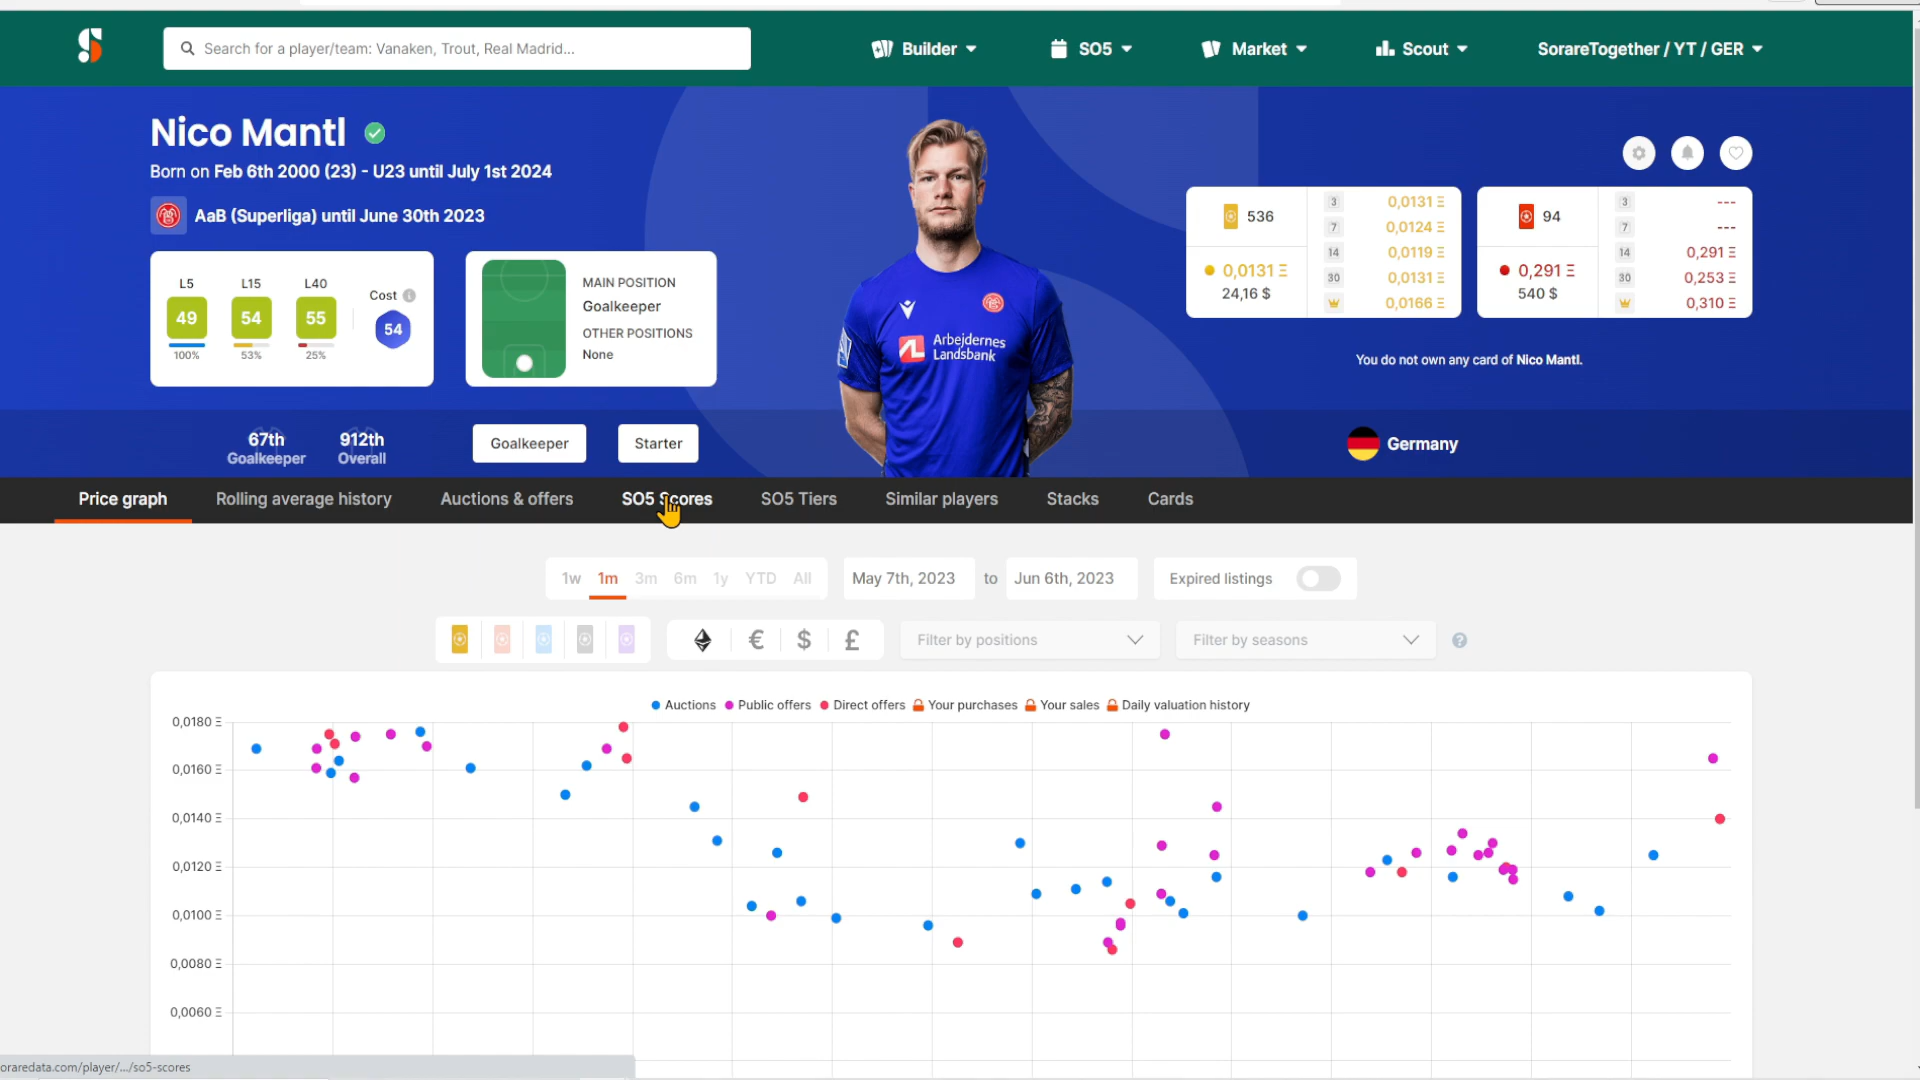 Search for a player/team: Vanaken, Trout, Real Madrid...
Builder
SO5
Market
Scout
SorareTogether / YT / GER
Nico Mantl
Born on Feb 6th 2000 (23) - U23 until July 1st 2024
AaB (Superliga) until June 30th 2023
L5 L15 L40
Cost
49 54 55 54
100% 53% 25%
MAIN POSITION
Goalkeeper
OTHER POSITIONS
None
Arbejdernes
Landsbank
536
0,0131 Ξ
24,16 $
3 0,0131 Ξ
7 0,0124 Ξ
14 0,0119 Ξ
30 0,0131 Ξ
0,0166 Ξ
94
0,291 Ξ
540 $
3 ---
7 ---
14 0,291 Ξ
30 0,253 Ξ
0,310 Ξ
You do not own any card of Nico Mantl.
67th
Goalkeeper
912th
Overall
Goalkeeper
Starter
Germany
Price graph
Rolling average history
Auctions & offers
SO5 Scores
SO5 Tiers
Similar players
Stacks
Cards
1w 1m 3m 6m 1y YTD All
May 7th, 2023 to Jun 6th, 2023
Expired listings
€ $ £
Filter by positions
Filter by seasons
?
Auctions Public offers Direct offers Your purchases Your sales Daily valuation history
0,0180 Ξ
0,0160 Ξ
0,0140 Ξ
0,0120 Ξ
0,0100 Ξ
0,0080 Ξ
0,0060 Ξ
oraredata.com/player/.../so5-scores